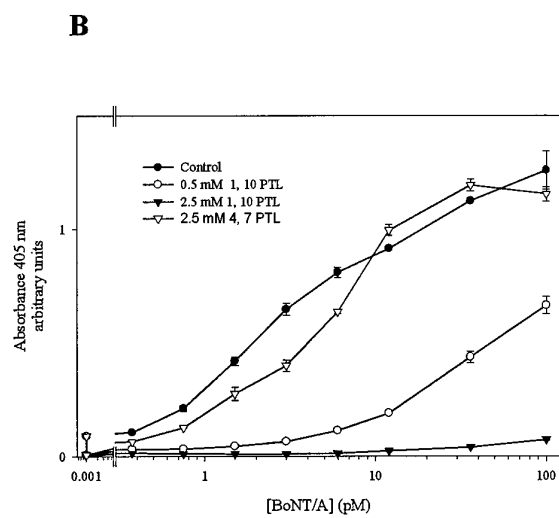 B
Control
0.5 mM 1, 10 PTL
2.5 mM 1, 10 PTL
2.5 mM 4, 7 PTL
Absorbance 405 nm
arbitrary units
1
0
0.001 1 10 100
[BoNT/A] (pM)